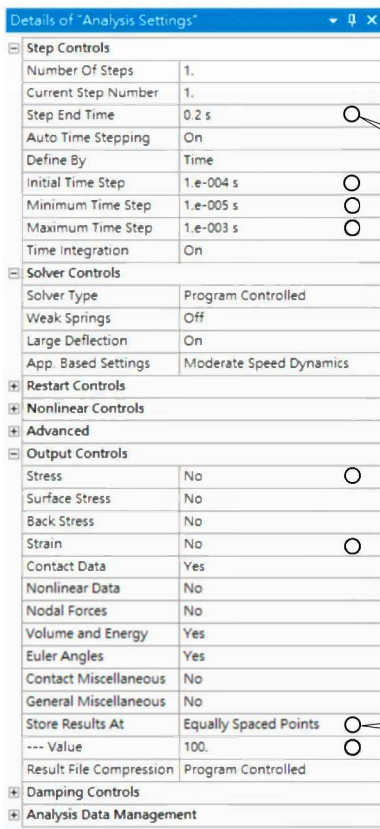 Details of "Analysis Settings"
Step Controls
Number Of Steps 1.
Current Step Number 1.
Step End Time 0.2 s
Auto Time Stepping On
Define By Time
Initial Time Step 1.e-004 s
Minimum Time Step 1.e-005 s
Maximum Time Step 1.e-003 s
Time Integration On
Solver Controls
Solver Type Program Controlled
Weak Springs Off
Large Deflection On
App. Based Settings Moderate Speed Dynamics
Restart Controls
Nonlinear Controls
Advanced
Output Controls
Stress No
Surface Stress No
Back Stress No
Strain No
Contact Data Yes
Nonlinear Data No
Nodal Forces No
Volume and Energy Yes
Euler Angles Yes
Contact Miscellaneous No
General Miscellaneous No
Store Results At Equally Spaced Points
--- Value 100.
Result File Compression Program Controlled
Damping Controls
Analysis Data Management